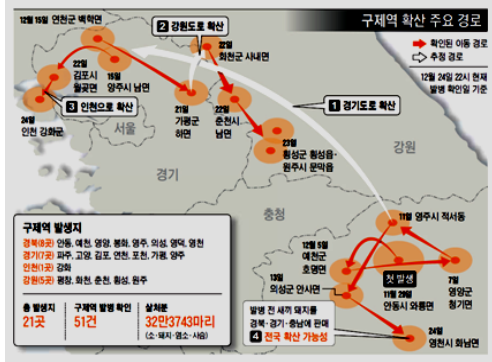 구제역 확산 주요 경로
확인된 이동 경로
추정 경로
12월 24일 22시 현재
발병 확인일 기준
12월 15일 연천군 백학면
2 강원도로 확산
22일
화천군 사내면
22일
김포시
월곶면
15일
양주시 남면
3 인천으로 확산
24일
인천 강화군
21일
가평군
하면
22일
춘천시
남면
1 경기도로 확산
23일
횡성군 횡성읍·
원주시 문막읍
서울
경기
강원
충청
11일 영주시 적서동
12월 5일
예천군
호명면
첫 발생
11월 29일
안동시 와룡면
7일
영양군
청기면
13일
의성군 안사면
24일
영천시 화남면
발병 전 새끼 돼지를
경북·경기·충남에 판매
4 전국 확산 가능성
구제역 발생지
경북(8곳) 안동, 예천, 영양, 봉화, 영주, 의성, 영덕, 영천
경기(7곳) 파주, 고양, 김포, 연천, 포천, 가평, 양주
인천(1곳) 강화
강원(5곳) 평창, 화천, 춘천, 횡성, 원주
총 발생지 구제역 발병 확인 살처분
21곳 51건 32만3743마리
(소·돼지·염소·사슴)